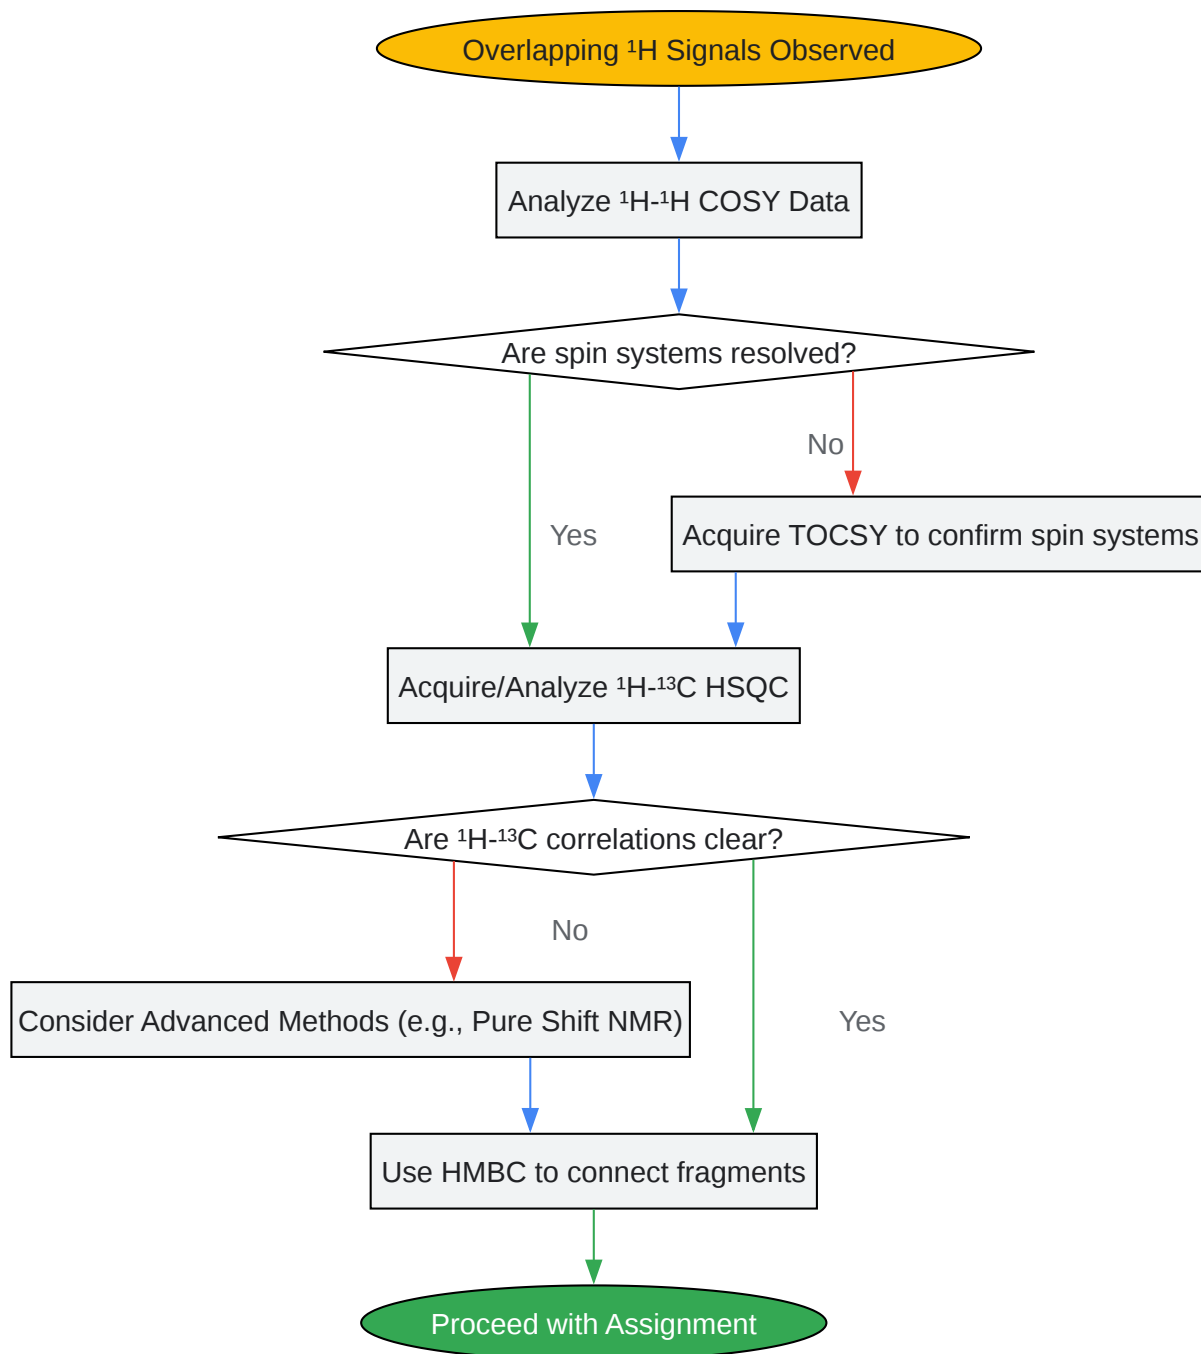 Overlapping ¹H Signals Observed
Analyze ¹H-¹H COSY Data
Are spin systems resolved?
No
Yes
Acquire TOCSY to confirm spin systems
Acquire/Analyze ¹H-¹³C HSQC
Are ¹H-¹³C correlations clear?
No
Consider Advanced Methods (e.g., Pure Shift NMR)
Yes
Use HMBC to connect fragments
Proceed with Assignment